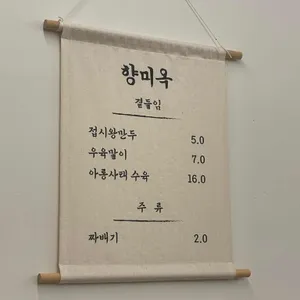 향미옥
곁들임
접시왕만두 5.0
우육말이 7.0
아롱사태 수육 16.0
주류
짜배기 2.0